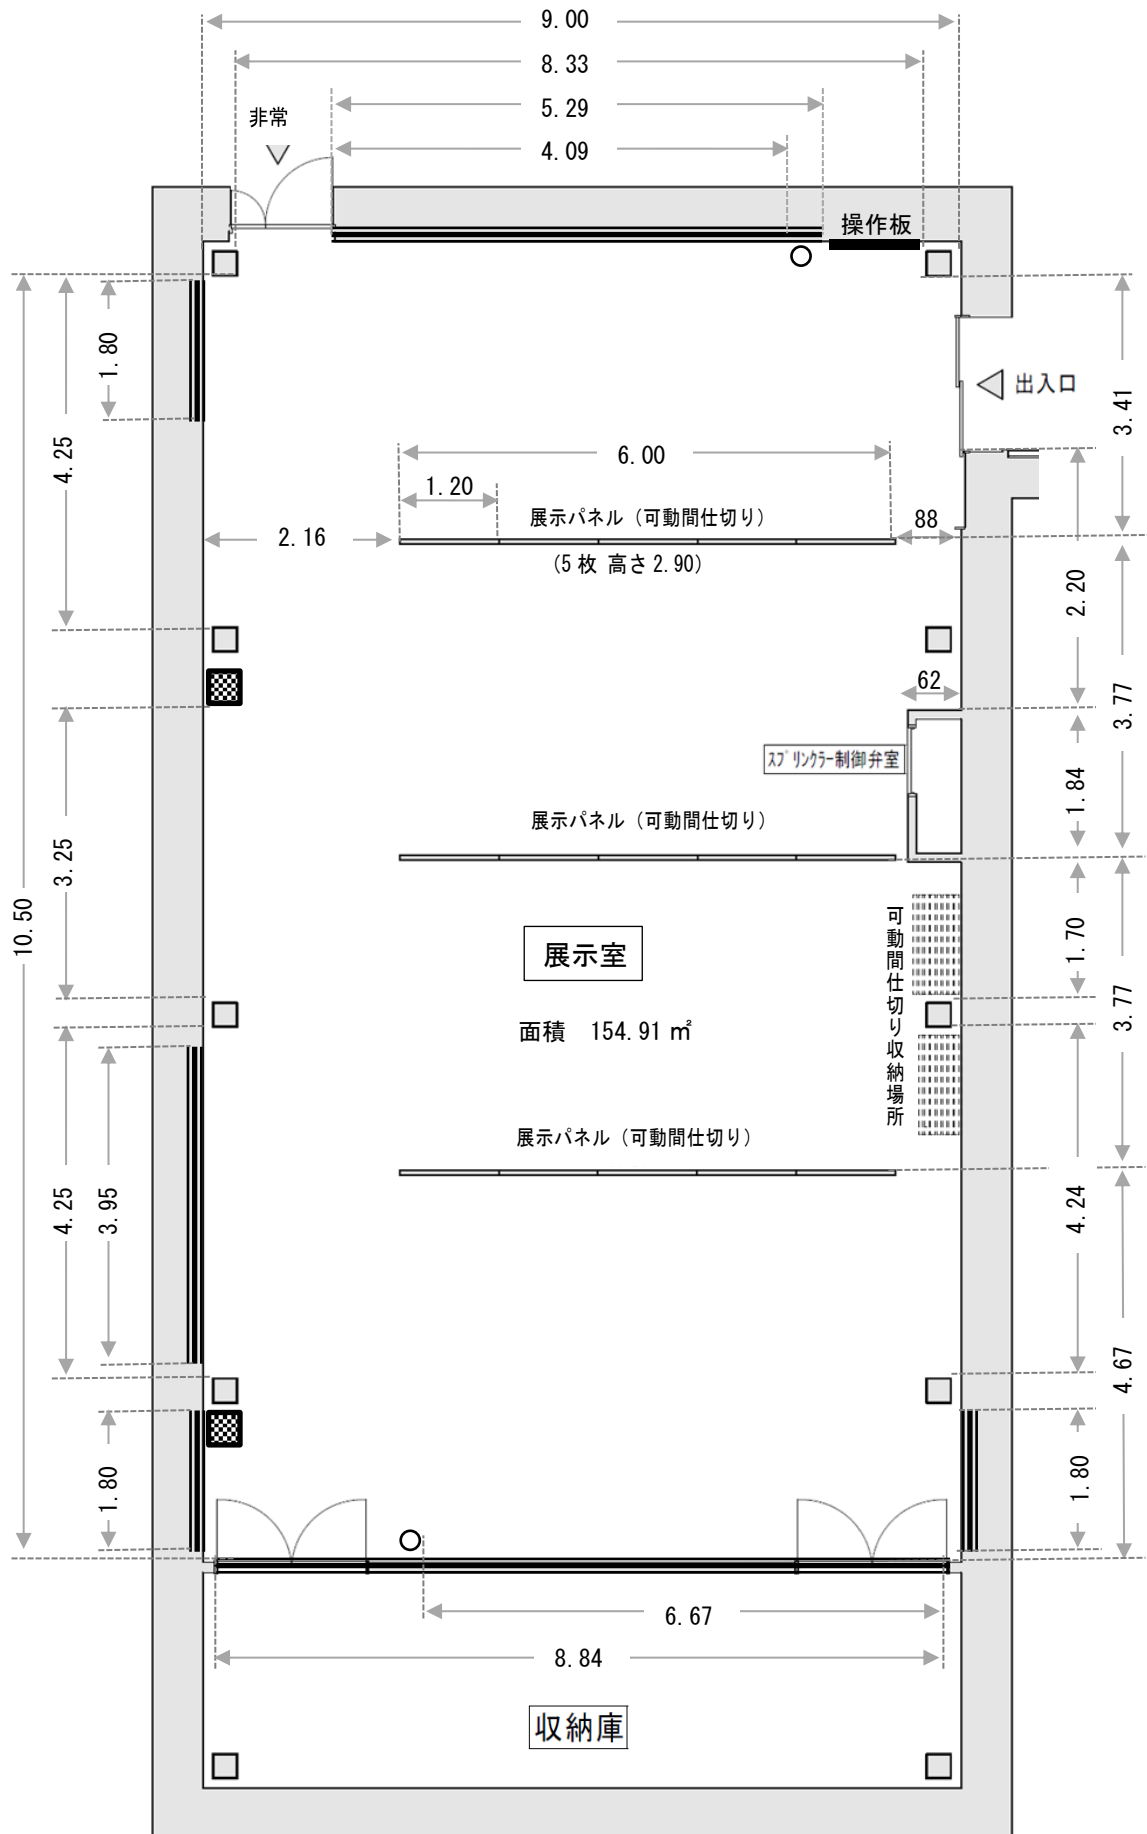 9.00
8.33
5.29
4.09
非常
操作板
出入口
1.80
4.25
3.41
6.00
1.20
展示パネル（可動間仕切り）
(5枚 高さ2.90)
2.16
88
2.20
62
3.77
スプリンクラー制御弁室
1.84
展示パネル（可動間仕切り）
3.25
10.50
展示室
面積　154.91 ㎡
可動間仕切り収納場所
1.70
3.77
展示パネル（可動間仕切り）
4.25
3.95
4.24
4.67
1.80
1.80
6.67
8.84
収納庫